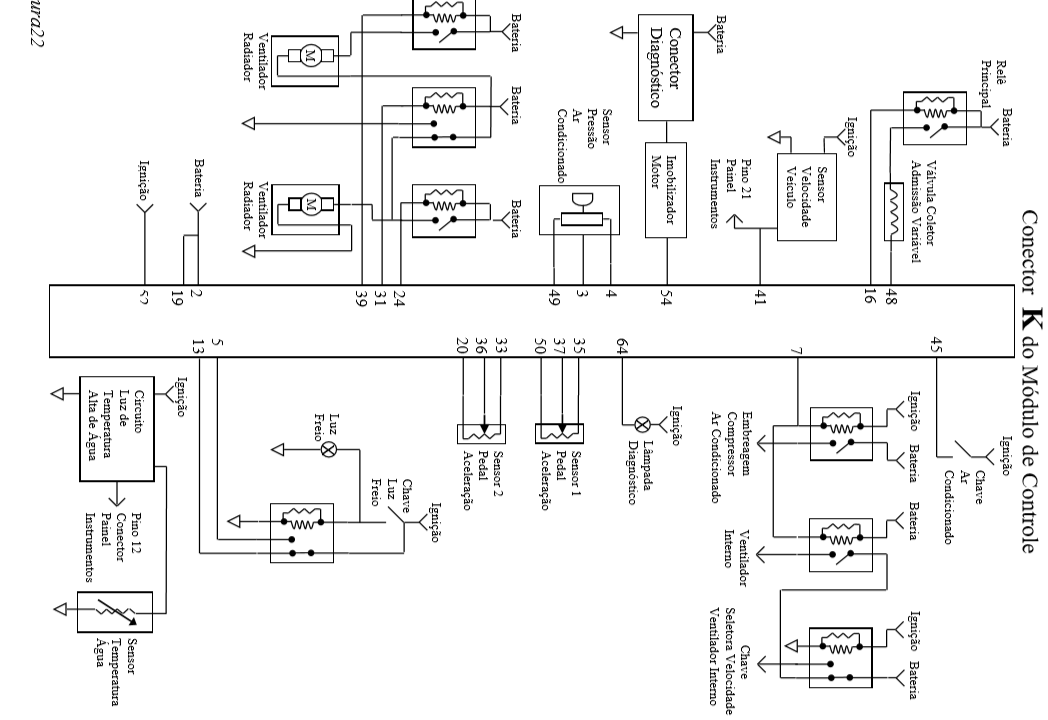 Conector K do Módulo de Controle
Relê
Principal
Bateria
Válvula Coletor
Admissão Variável
Ignição
Sensor
Velocidade
Veículo
Pino 21
Painel
Instrumentos
Bateria
Conector
Diagnóstico
Imobilizador
Motor
Sensor
Pressão
Ar
Condicionado
Bateria
Bateria
Bateria
M
Ventilador
Radiador
M
Ventilador
Radiador
Bateria
Ignição
48
16
41
54
4
3
49
24
31
39
2
19
52
45
7
64
35
37
50
33
36
20
5
13
Ignição
Chave
Ar
Condicionado
Ignição
Bateria
Embreagem
Compressor
Ar Condicionado
Bateria
Ventilador
Interno
Ignição
Bateria
Chave
Seletora Velocidade
Ventilador Interno
Ignição
Lâmpada
Diagnóstico
Sensor 1
Pedal
Aceleração
Sensor 2
Pedal
Aceleração
Ignição
Chave
Luz
Freio
Luz
Freio
Ignição
Circuito
Luz de
Temperatura
Alta de Água
Pino 12
Conector
Painel
Instrumentos
Sensor
Temperatura
Água
ura22